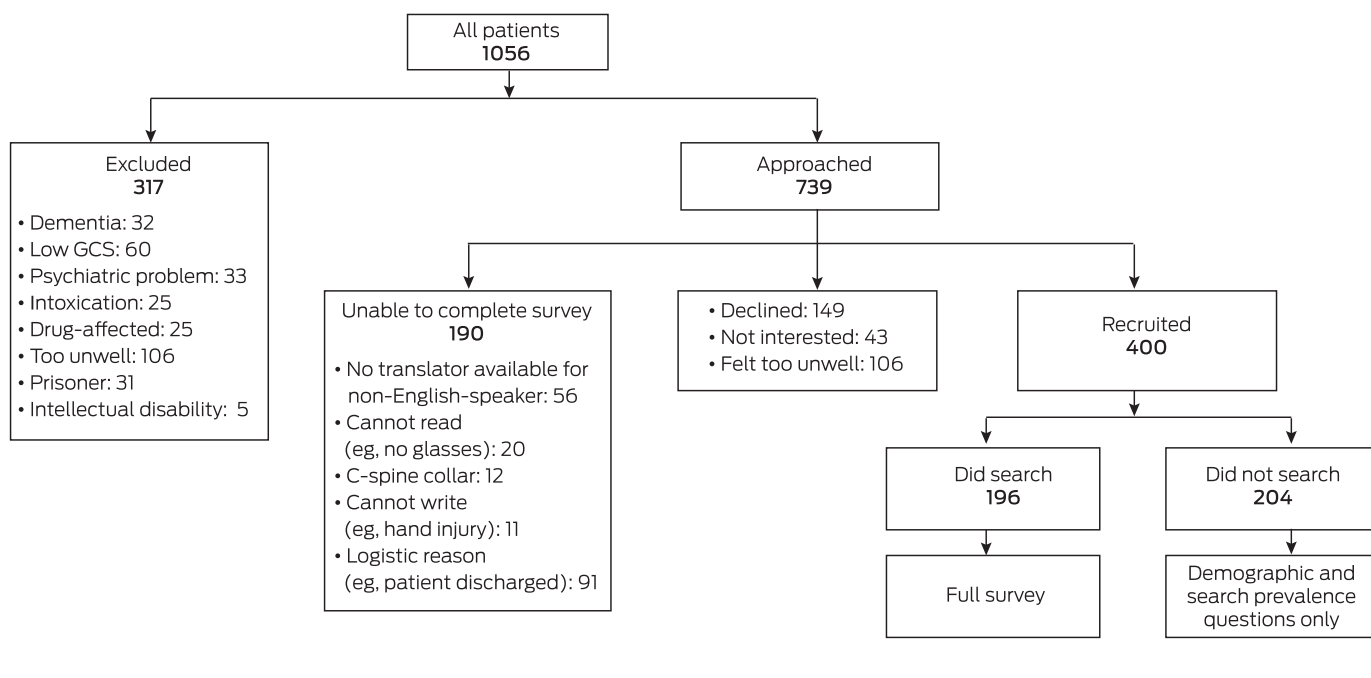 All patients
1056
Excluded
317
• Dementia: 32
• Low GCS: 60
• Psychiatric problem: 33
• Intoxication: 25
• Drug-affected: 25
• Too unwell: 106
• Prisoner: 31
• Intellectual disability: 5
Approached
739
Unable to complete survey
190
• No translator available for
non-English-speaker: 56
• Cannot read
(eg, no glasses): 20
• C-spine collar: 12
• Cannot write
(eg, hand injury): 11
• Logistic reason
(eg, patient discharged): 91
• Declined: 149
• Not interested: 43
• Felt too unwell: 106
Recruited
400
Did search
196
Full survey
Did not search
204
Demographic and
search prevalence
questions only